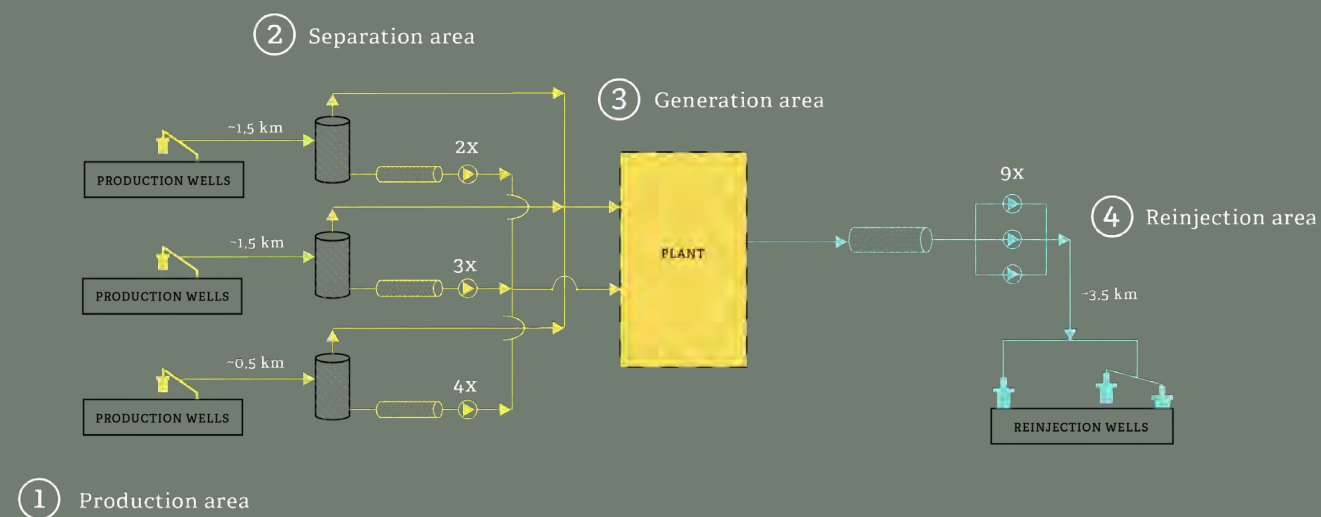 2 Separation area
3 Generation area
~1,5 km
2x
PRODUCTION WELLS
9x
4 Reinjection area
~1,5 km
PLANT
3x
PRODUCTION WELLS
~3,5 km
~0,5 km
4x
PRODUCTION WELLS
REINJECTION WELLS
1 Production area